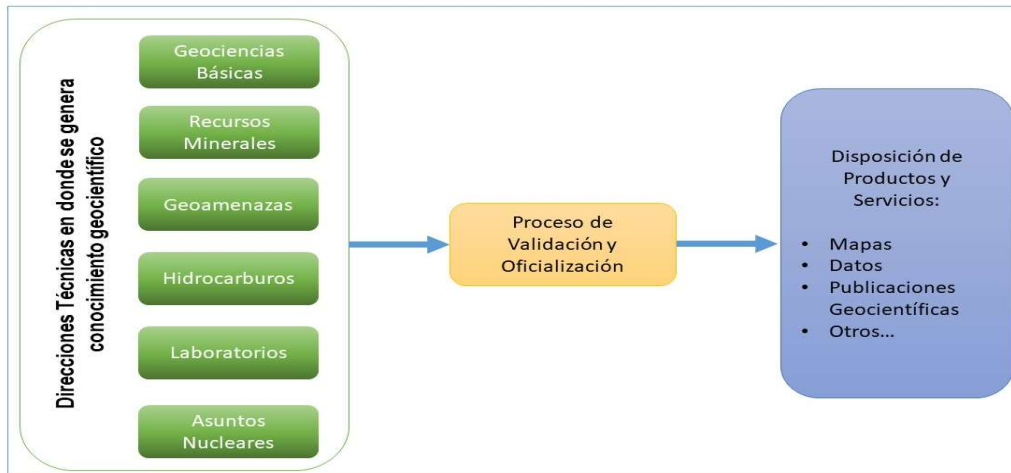 Direcciones Técnicas en donde se genera
conocimiento geocientífico
Geociencias
Básicas
Recursos
Minerales
Geoamenazas
Hidrocarburos
Laboratorios
Asuntos
Nucleares
Proceso de
Validación y
Oficialización
Disposición de
Productos y
Servicios:
• Mapas
• Datos
• Publicaciones
Geocientíficas
• Otros...